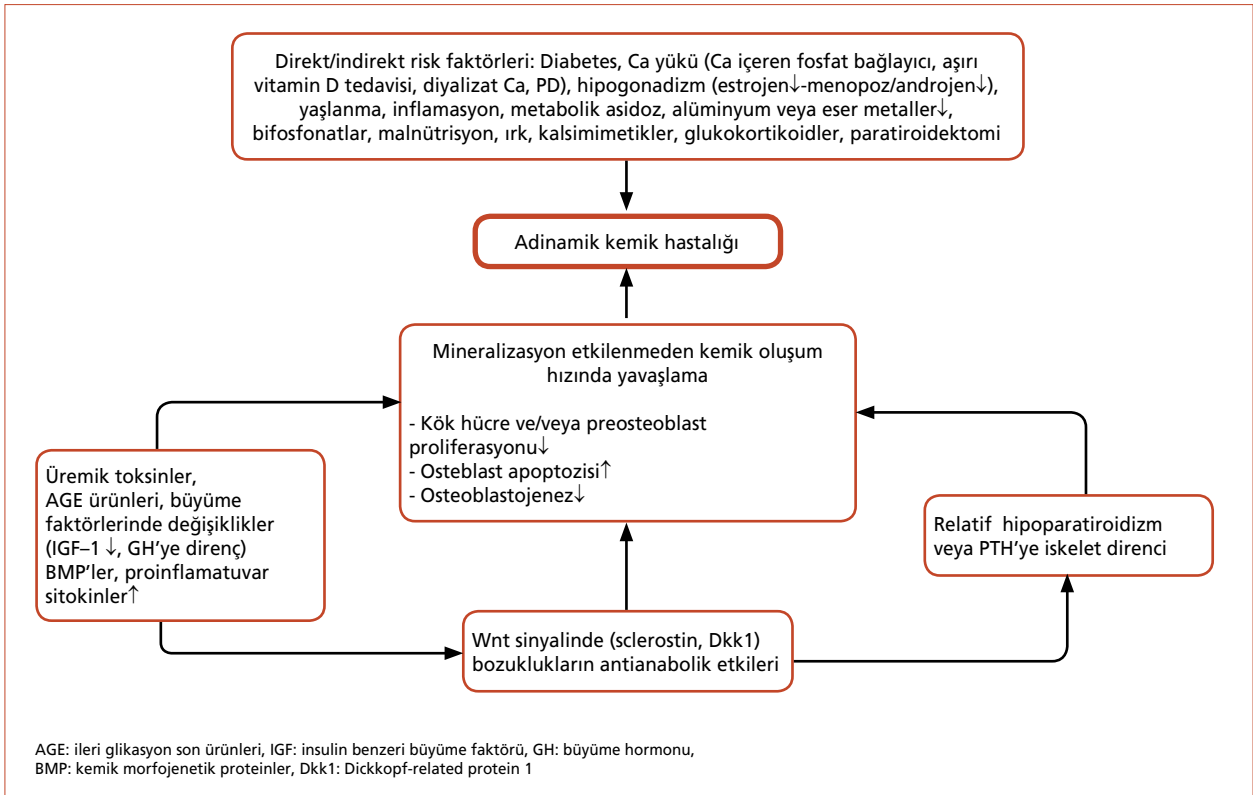 Direkt/indirekt risk faktörleri: Diabetes, Ca yükü (Ca içeren fosfat bağlayıcı, aşırı
vitamin D tedavisi, diyalizat Ca, PD), hipogonadizm (estrojen↓-menopoz/androjen↓),
yaşlanma, inflamasyon, metabolik asidoz, alüminyum veya eser metaller↓,
bifosfonatlar, malnütrisyon, ırk, kalsimimetikler, glukokortikoidler, paratiroidektomi
Adinamik kemik hastalığı
Mineralizasyon etkilenmeden kemik oluşum
hızında yavaşlama
- Kök hücre ve/veya preosteoblast
proliferasyonu↓
- Osteblast apoptozisi↑
- Osteoblastojenez↓
Üremik toksinler,
AGE ürünleri, büyüme
faktörlerinde değişiklikler
(IGF–1 ↓, GH’ye direnç)
BMP’ler, proinflamatuvar
sitokinler↑
Relatif hipoparatiroidizm
veya PTH’ye iskelet direnci
Wnt sinyalinde (sclerostin, Dkk1)
bozuklukların antianabolik etkileri
AGE: ileri glikasyon son ürünleri, IGF: insulin benzeri büyüme faktörü, GH: büyüme hormonu,
BMP: kemik morfojenetik proteinler, Dkk1: Dickkopf-related protein 1